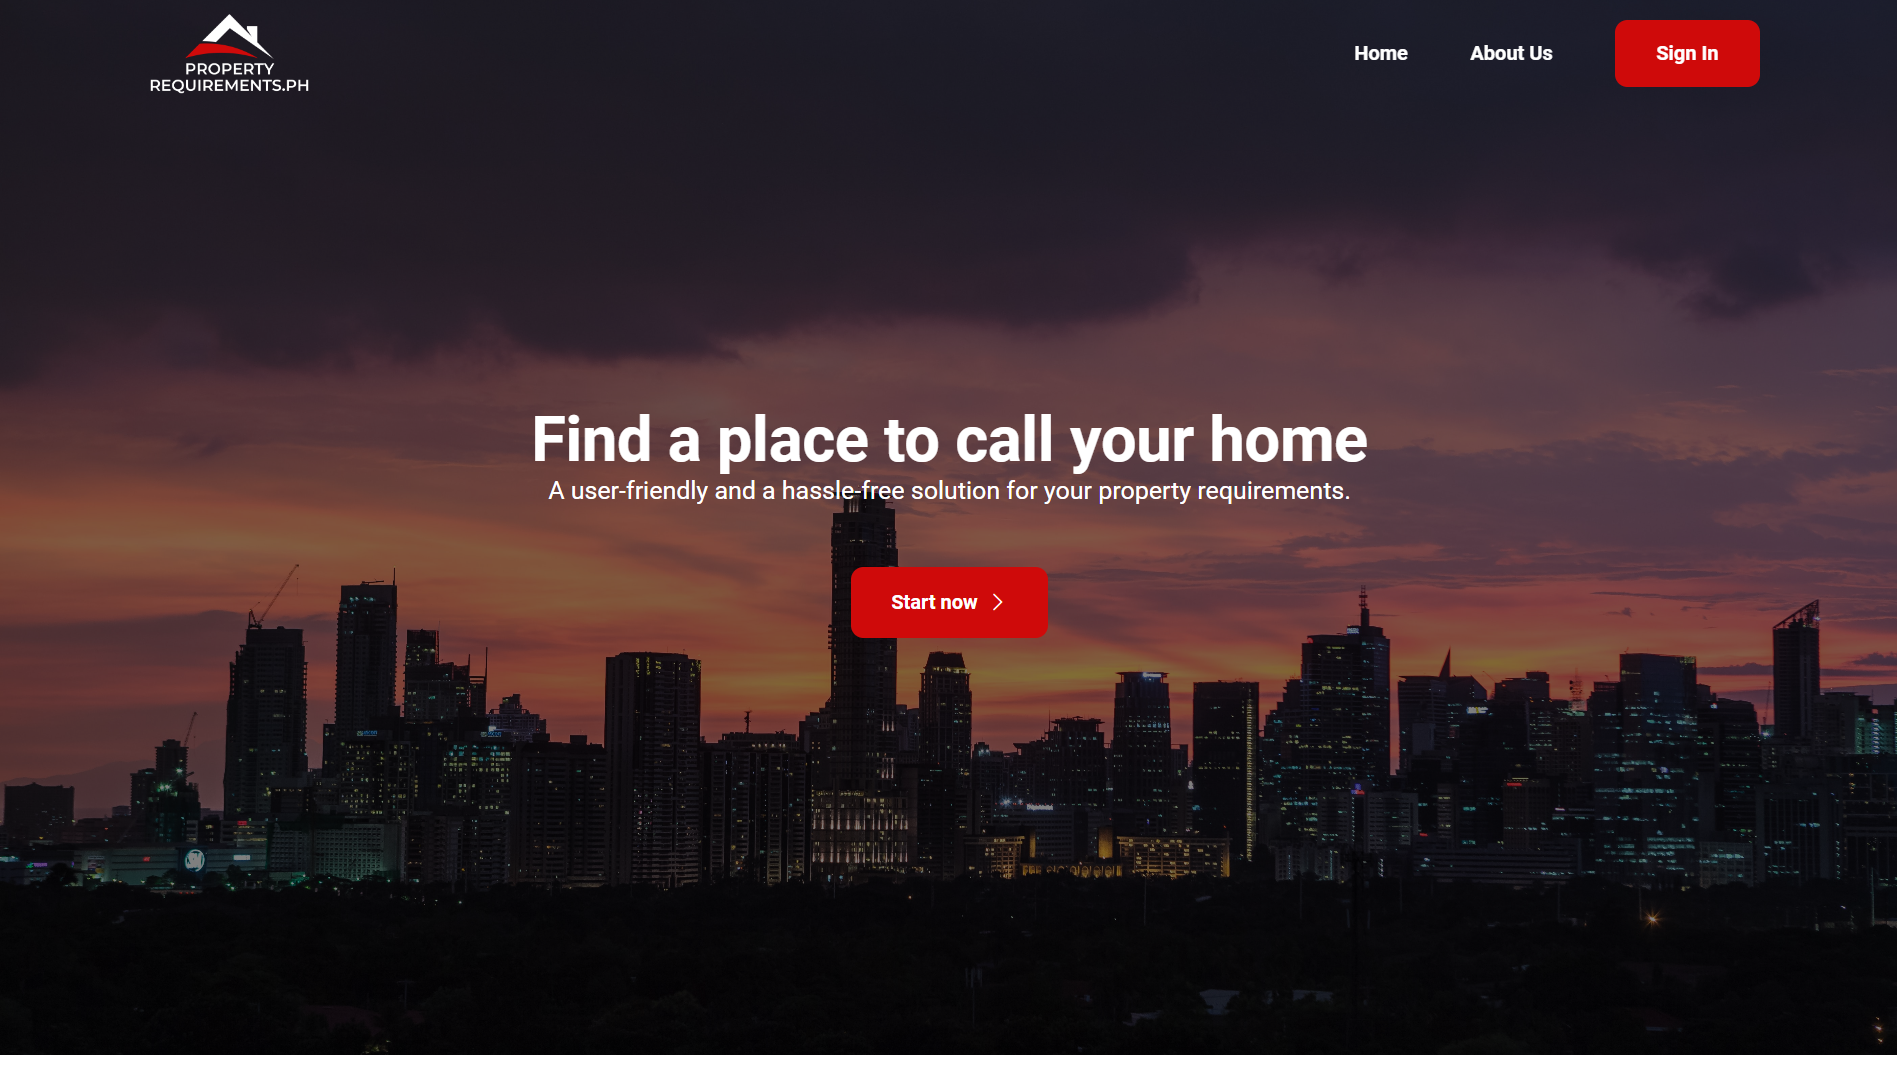 PROPERTY
REQUIREMENTS.PH
Home
About Us
Sign In
Find a place to call your home
A user-friendly and a hassle-free solution for your property requirements.
Start now